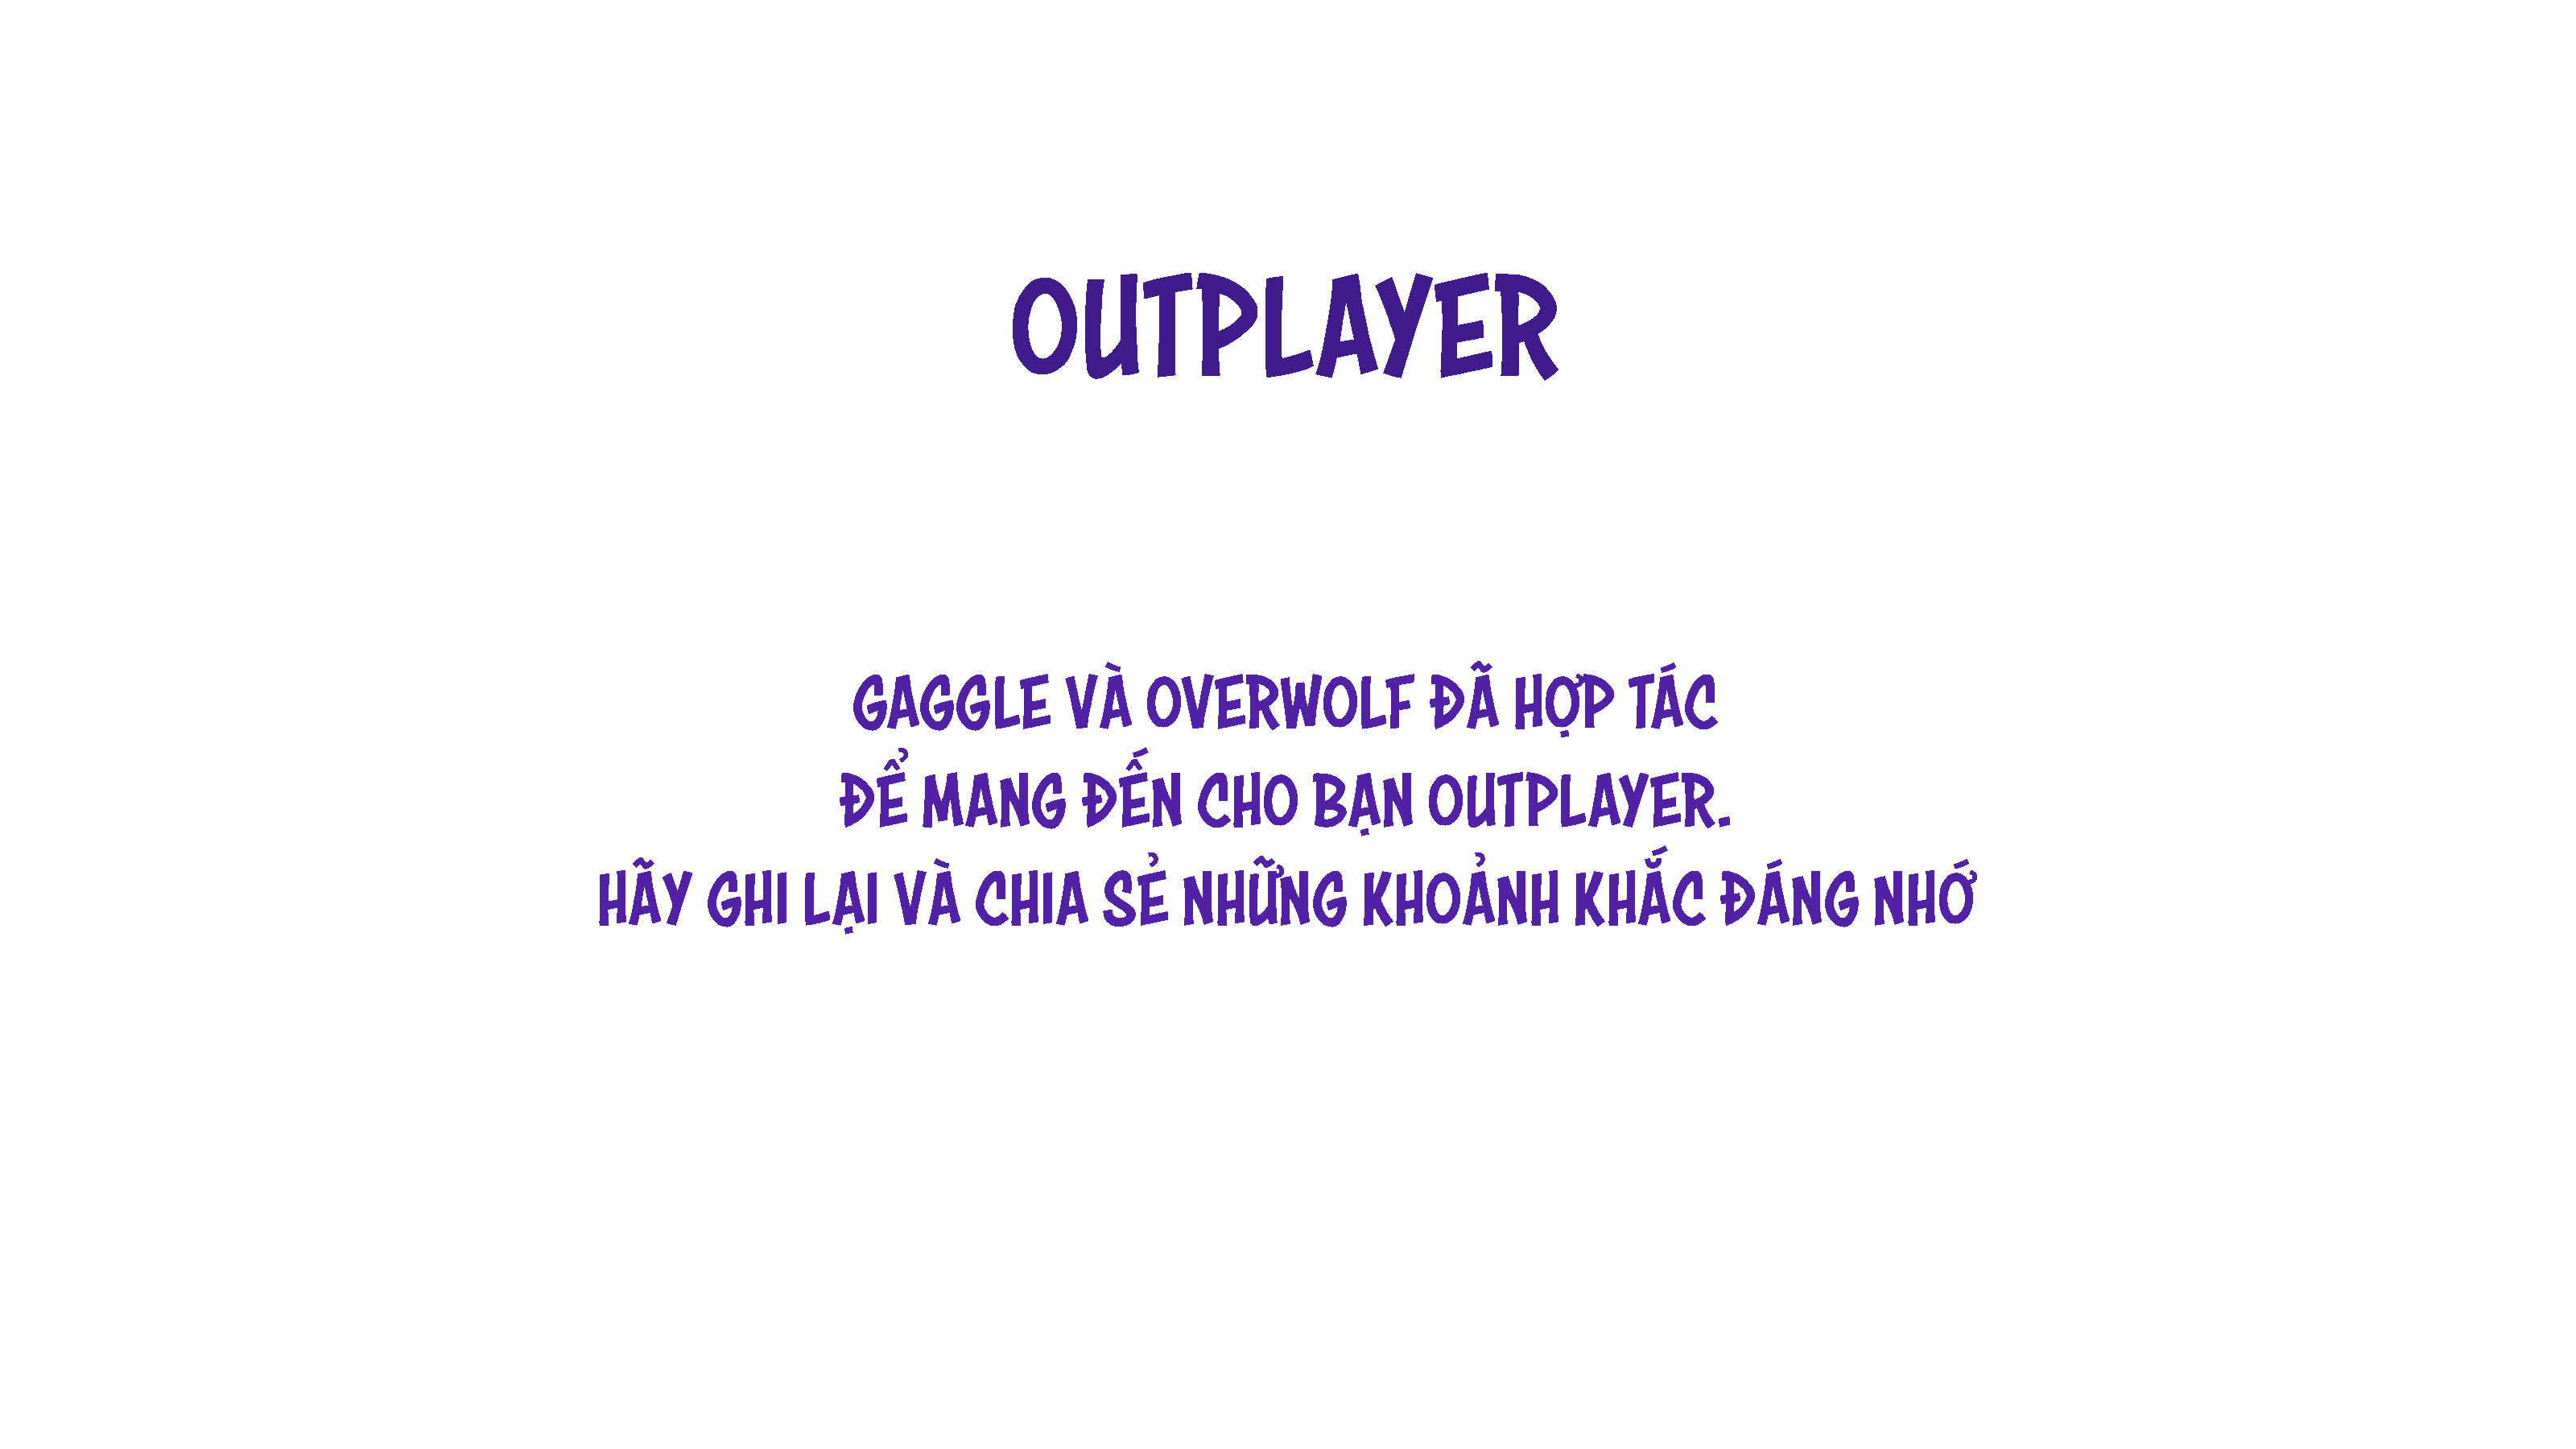 OUTPLAYER
GAGGLE VÀ OVERWOLF ĐÃ HỢP TÁC
ĐỂ MANG ĐẾN CHO BẠN OUTPLAYER.
HÃY GHI LẠI VÀ CHIA SẺ NHỮNG KHOẢNH KHẮC ĐÁNG NHỚ